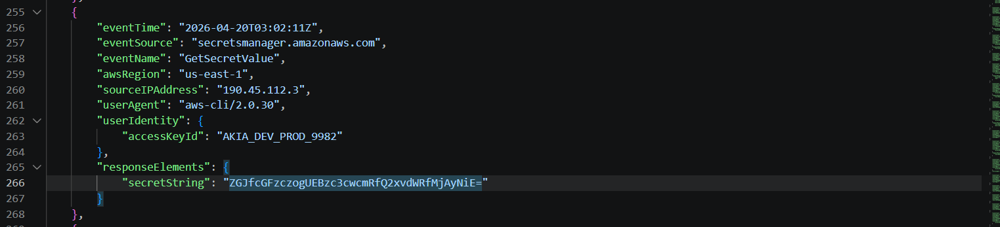 255 {
256 "eventTime": "2026-04-20T03:02:11Z",
257 "eventSource": "secretsmanager.amazonaws.com",
258 "eventName": "GetSecretValue",
259 "awsRegion": "us-east-1",
260 "sourceIPAddress": "190.45.112.3",
261 "userAgent": "aws-cli/2.0.30",
262 "userIdentity": {
263 "accessKeyId": "AKIA_DEV_PROD_9982"
264 },
265 "responseElements": {
266 "secretString": "ZGJfcGFzczogUEBzc3cwcmRfQ2xvdWRfMjAyNiE="
267 }
268 },